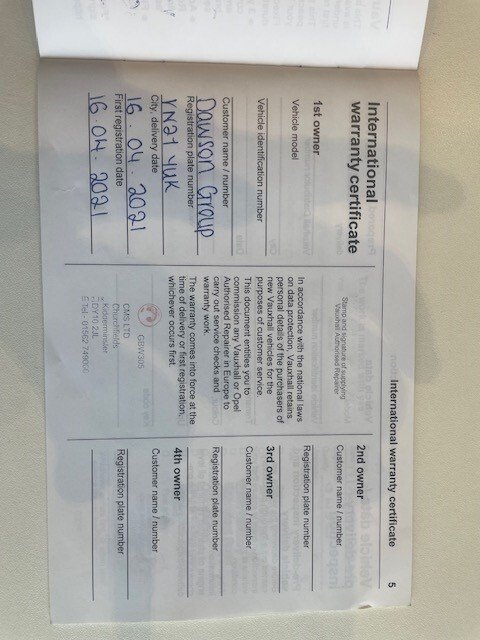 International warranty certificate 5
International
warranty certificate
1st owner
Vehicle model
Vehicle identification number
Customer name / number
Dawson Group
Registration plate number
YN21 YUK
City, delivery date
16.04.2021
First registration date
16.04.2021
Stamp and signature of supplying
Vauxhall Authorised Repairer
In accordance with the national laws
on data protection, Vauxhall retains
personal details of the purchasers of
new Vauxhall vehicles for the
purposes of customer service
This document entitles you to
commission any Vauxhall or Opel
Authorised Repairer in Europe to
carry out service checks and
warranty work.
The warranty comes into force at the
time of delivery or first registration,
whichever occurs first.
CMS LTD
Churchfields
Kidderminster
DY10 2JL
Tel:
2nd owner
Customer name / number
Registration plate number
3rd owner
Customer name / number
Registration plate number
4th owner
Customer name / number
Registration plate number